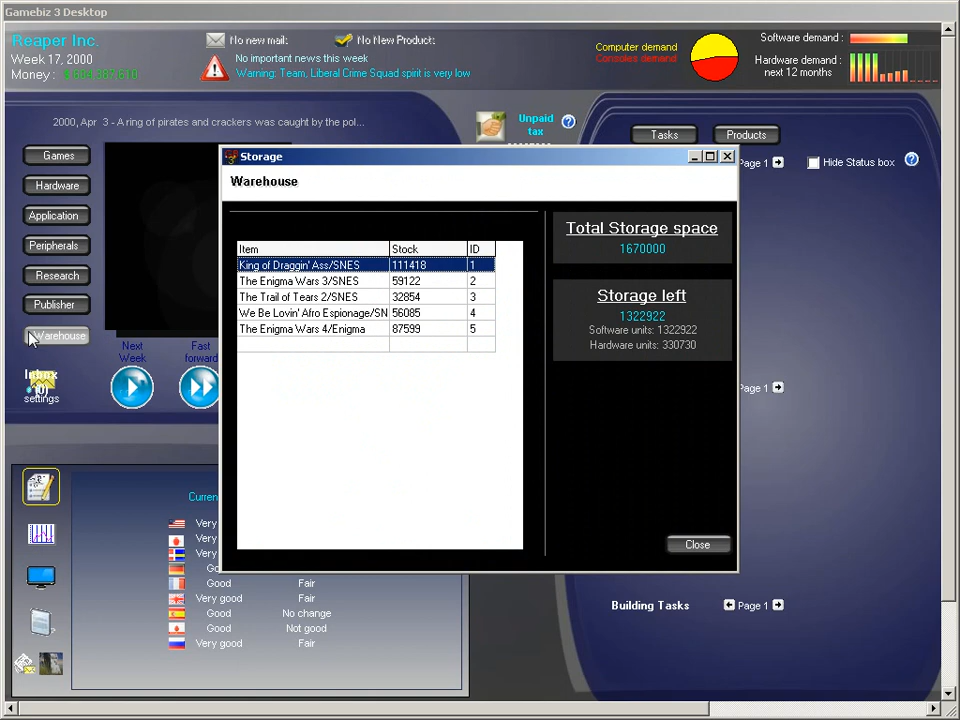 Gamebiz 3 Desktop
Reaper Inc.
Week 17, 2000
Money :
No new mail:
No New Product:
No important news this week
Warning: Team, Liberal Crime Squad spirit is very low
Computer demand
Consoles demand
Software demand :
Hardware demand :
next 12 months
2000, Apr 3 - A ring of pirates and crackers was caught by the pol...
Unpaid
tax
Tasks
Products
Page 1
Hide Status box
Games
Hardware
Application
Peripherals
Research
Publisher
Warehouse
Next
Week
Fast
forward
Inbox
(0)
settings
Storage
Warehouse
Item Stock ID
King of Draggin' Ass/SNES 111418 1
The Enigma Wars 3/SNES 59122 2
The Trail of Tears 2/SNES 32854 3
We Be Lovin' Afro Espionage/SN 56085 4
The Enigma Wars 4/Enigma 87599 5
Total Storage space
1670000
Storage left
1322922
Software units: 1322922
Hardware units: 330730
Close
Page 1
Curren
Very
Very
Very
Go
Good Fair
Very good Fair
Good No change
Good Not good
Very good Fair
Building Tasks
Page 1